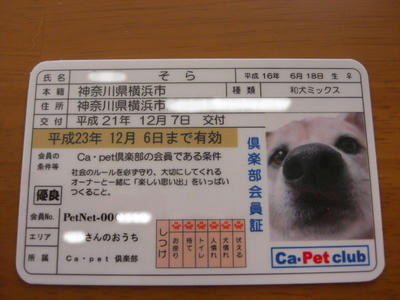 氏名 そら 平成16年 6月18日 生 ♀
本籍 神奈川県横浜市 種類 和犬ミックス
住所 神奈川県横浜市
交付 平成21年 12月 7日 交付
平成23年 12月 6日まで有効
会員の条件等 Ca・pet倶楽部の会員である条件
社会のルールを必ず守り、大切にしてくれる
オーナーと一緒に「楽しい思い出」をいっぱい
つくること。
優良
会員No. PetNet-00
エリア さんのおうち
所属 Ca・pet 倶楽部
しつけ お座り 待て トイレ 人慣れ 犬慣れ 吠える
倶楽部会員証
Ca・Pet club